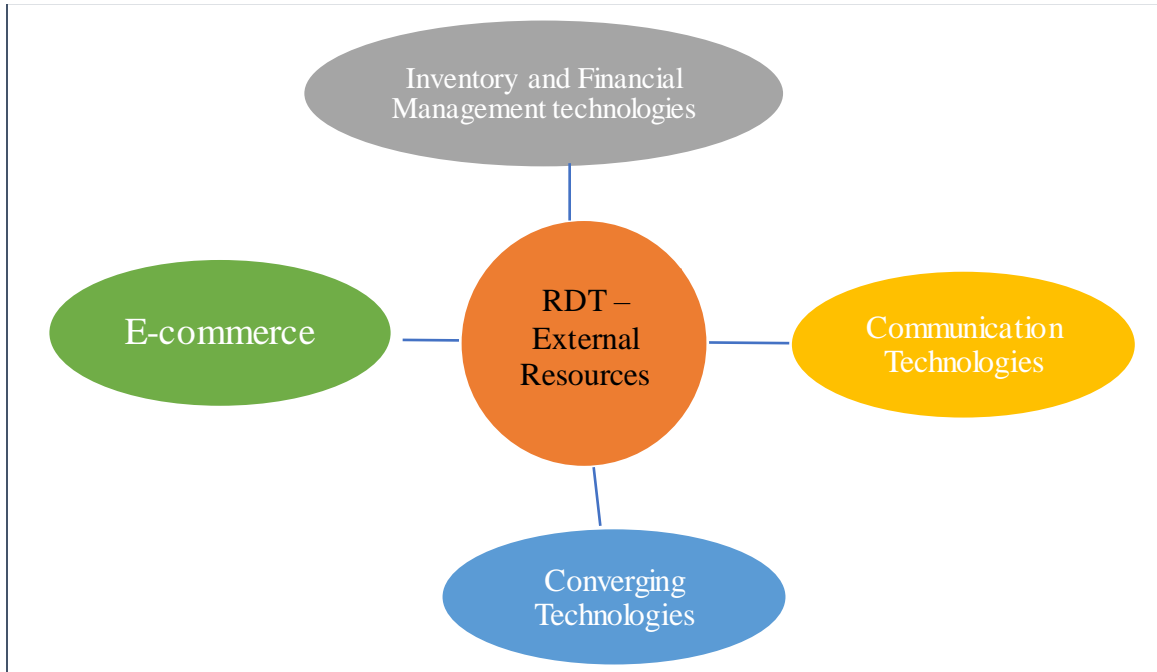 Inventory and Financial
Management technologies
E-commerce
RDT –
External
Resources
Communication
Technologies
Converging
Technologies